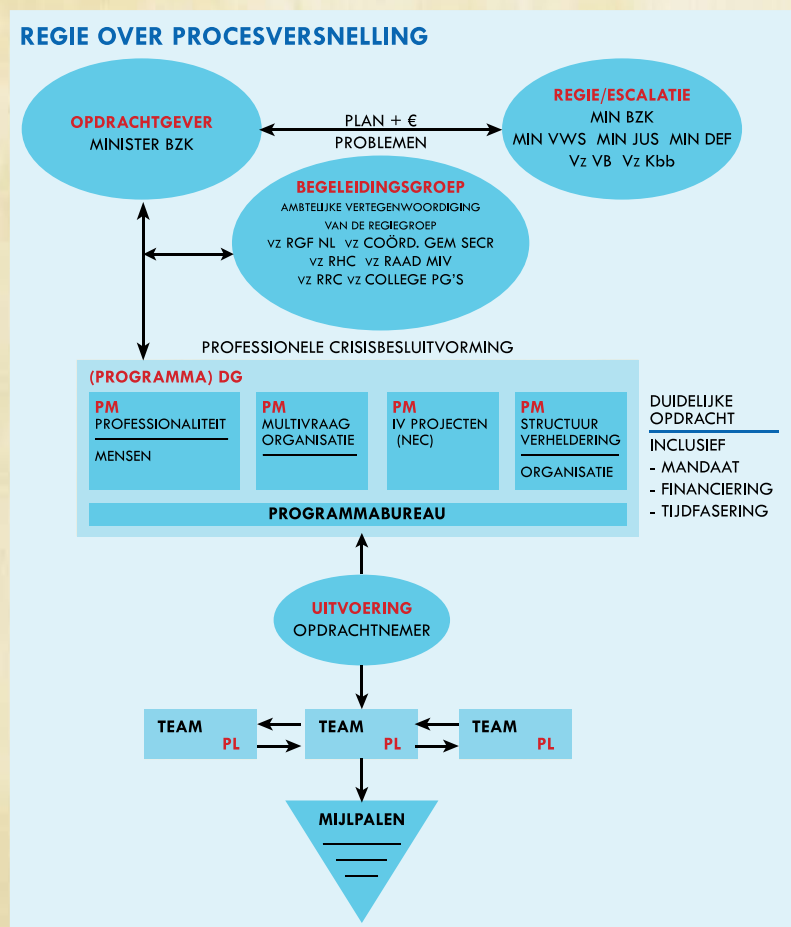 REGIE OVER PROCESVERSNELLING
OPDRACHTGEVER
MINISTER BZK
PLAN + €
PROBLEMEN
REGIE/ESCALATIE
MIN BZK
MIN VWS MIN JUS MIN DEF
Vz VB Vz Kbb
BEGELEIDINGSGROEP
AMBTELIJKE VERTEGENWOORDIGING
VAN DE REGIEGROEP
VZ RGF NL VZ COÖRD. GEM SECR
VZ RHC VZ RAAD MIV
VZ RRC VZ COLLEGE PG'S
PROFESSIONELE CRISISBESLUITVORMING
(PROGRAMMA) DG
PM
PROFESSIONALITEIT
MENSEN
PM
MULTIVRAAG
ORGANISATIE
PM
IV PROJECTEN
(NEC)
PM
STRUCTUUR
VERHELDERING
ORGANISATIE
PROGRAMMABUREAU
DUIDELIJKE
OPDRACHT
INCLUSIEF
- MANDAAT
- FINANCIERING
- TIJDFASERING
UITVOERING
OPDRACHTNEMER
TEAM
PL
TEAM
PL
TEAM
PL
MIJLPALEN